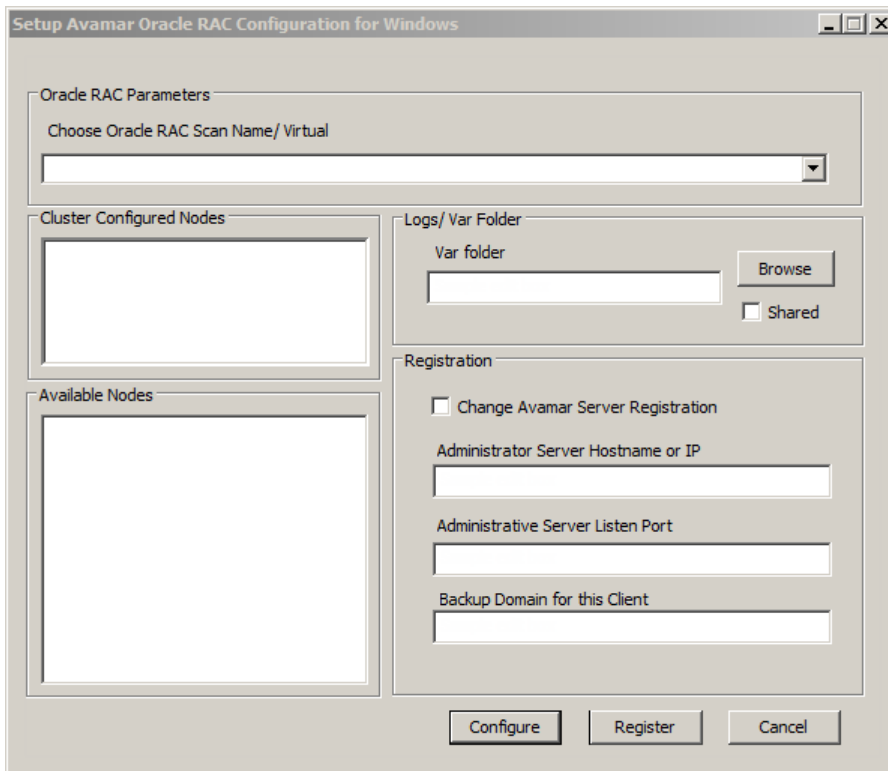 Setup Avamar Oracle RAC Configuration for Windows
Oracle RAC Parameters
Choose Oracle RAC Scan Name/ Virtual
Cluster Configured Nodes
Logs/ Var Folder
Var folder
Browse
Shared
Registration
Available Nodes
Change Avamar Server Registration
Administrator Server Hostname or IP
Administrative Server Listen Port
Backup Domain for this Client
Configure
Register
Cancel